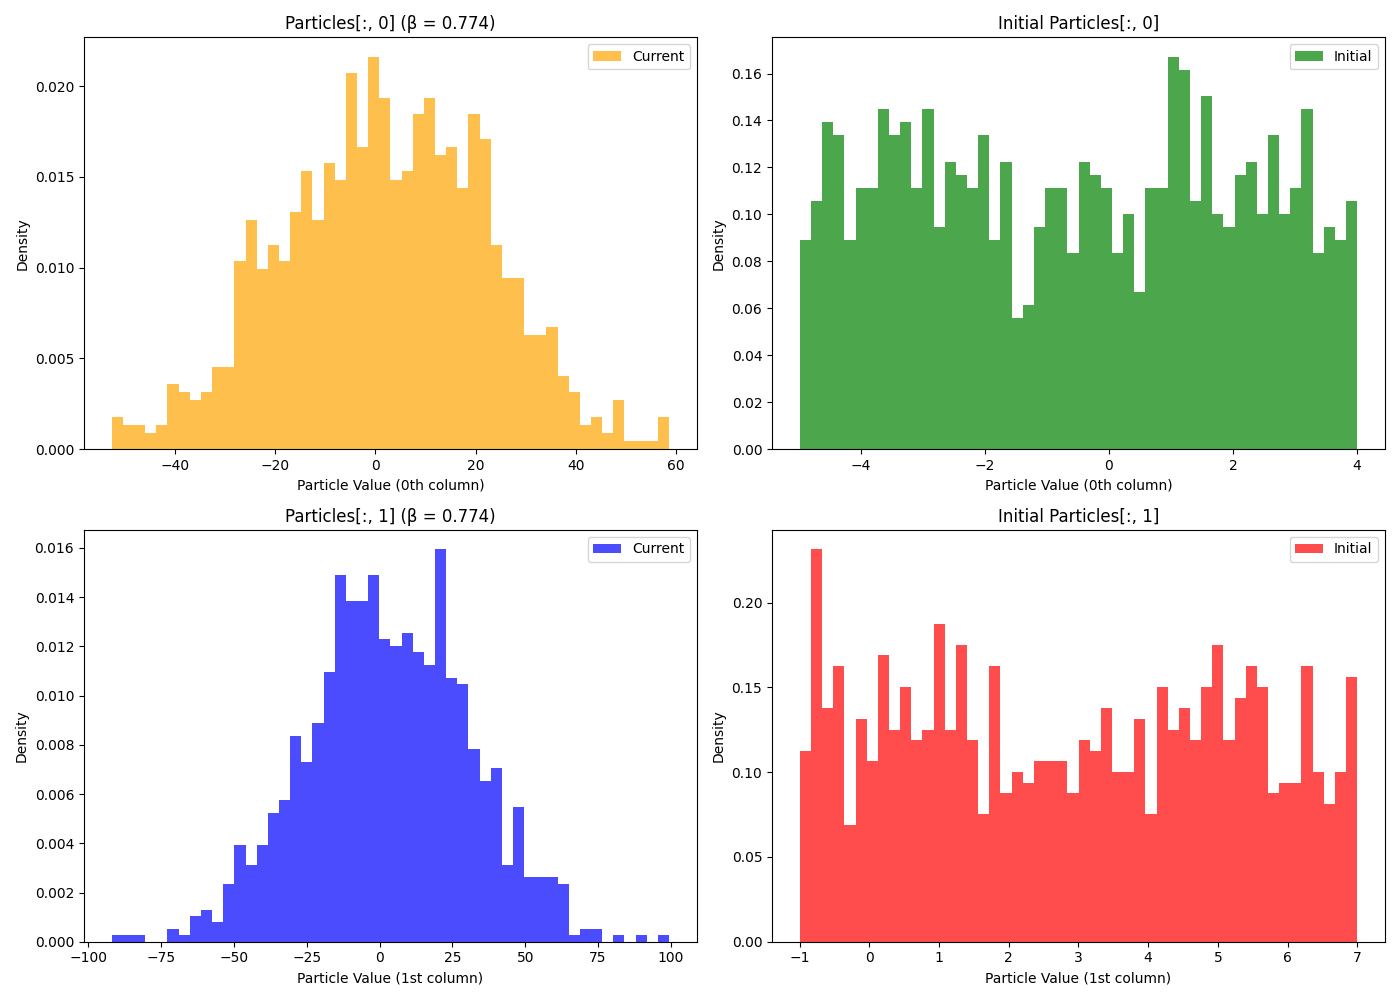 Particles[:, 0] (β = 0.774)
Current
Density
0.020
0.015
0.010
0.005
0.000
−40 −20 0 20 40 60
Particle Value (0th column)
Initial Particles[:, 0]
Initial
Density
0.16
0.14
0.12
0.10
0.08
0.06
0.04
0.02
0.00
−4 −2 0 2 4
Particle Value (0th column)
Particles[:, 1] (β = 0.774)
Current
Density
0.016
0.014
0.012
0.010
0.008
0.006
0.004
0.002
0.000
−100 −75 −50 −25 0 25 50 75 100
Particle Value (1st column)
Initial Particles[:, 1]
Initial
Density
0.20
0.15
0.10
0.05
0.00
−1 0 1 2 3 4 5 6 7
Particle Value (1st column)